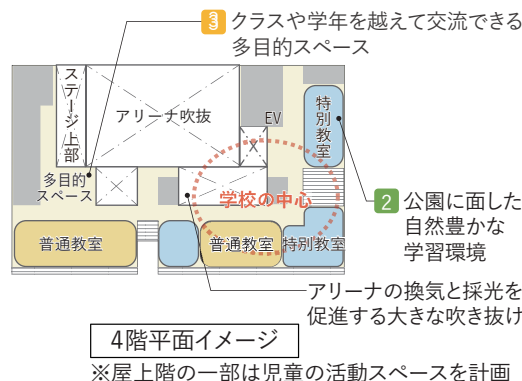 3 クラスや学年を越えて交流できる
多目的スペース
ステージ上部
アリーナ吹抜
EV
特別教室
多目的
スペース
学校の中心
2 公園に面した
自然豊かな
学習環境
普通教室
普通教室
特別教室
アリーナの換気と採光を
促進する大きな吹き抜け
4階平面イメージ
※屋上階の一部は児童の活動スペースを計画